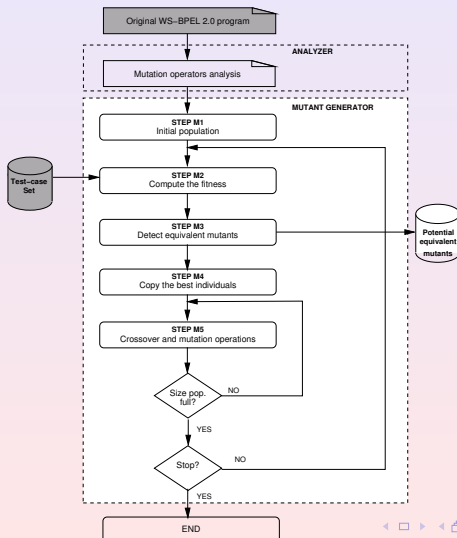 Original WS–BPEL 2.0 program
ANALYZER
Mutation operators analysis
MUTANT GENERATOR
STEP M1
Initial population
Test–case
Set
STEP M2
Compute the fitness
STEP M3
Detect equivalent mutants
Potential
equivalent
mutants
STEP M4
Copy the best individuals
STEP M5
Crossover and mutation operations
Size pop.
full?
NO
YES
Stop?
NO
YES
END